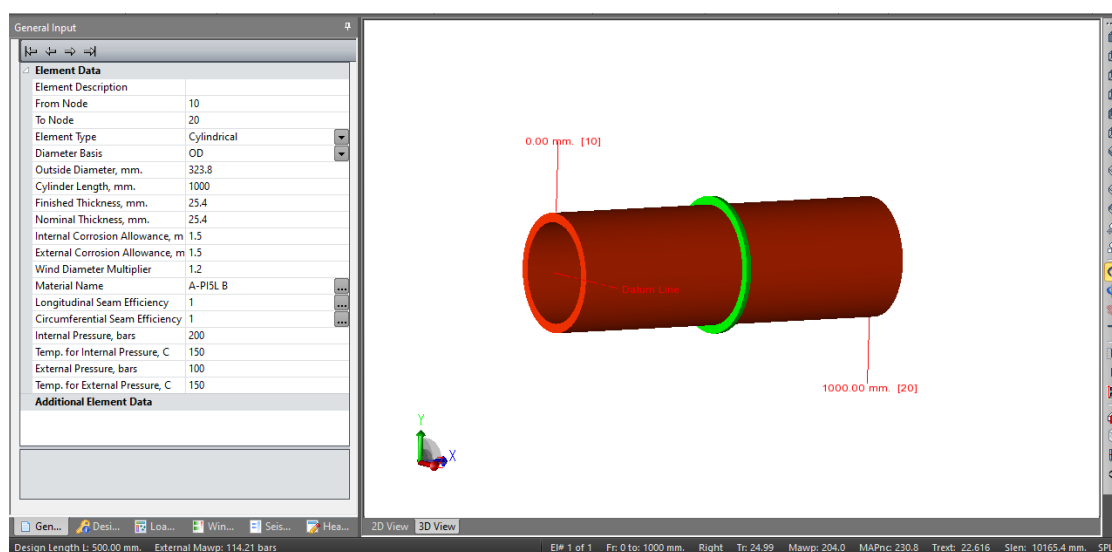 General Input
Element Data
Element Description
From Node 10
To Node 20
Element Type Cylindrical
Diameter Basis OD
Outside Diameter, mm. 323.8
Cylinder Length, mm. 1000
Finished Thickness, mm. 25.4
Nominal Thickness, mm. 25.4
Internal Corrosion Allowance, m 1.5
External Corrosion Allowance, m 1.5
Wind Diameter Multiplier 1.2
Material Name A-PI5L B
Longitudinal Seam Efficiency 1
Circumferential Seam Efficiency 1
Internal Pressure, bars 200
Temp. for Internal Pressure, C 150
External Pressure, bars 100
Temp. for External Pressure, C 150
Additional Element Data
0.00 mm. [10]
Datum Line
1000.00 mm. [20]
Y
X
Gen... Desi... Loa... Win... Seis... Hea...
2D View 3D View
Design Length L: 500.00 mm. External Mawp: 114.21 bars
El# 1 of 1 Fr: 0 to: 1000 mm. Right Tr: 24.99 Mawp: 204.0 MAPnc: 230.8 Trext: 22.616 Slen: 10165.4 mm. SPL